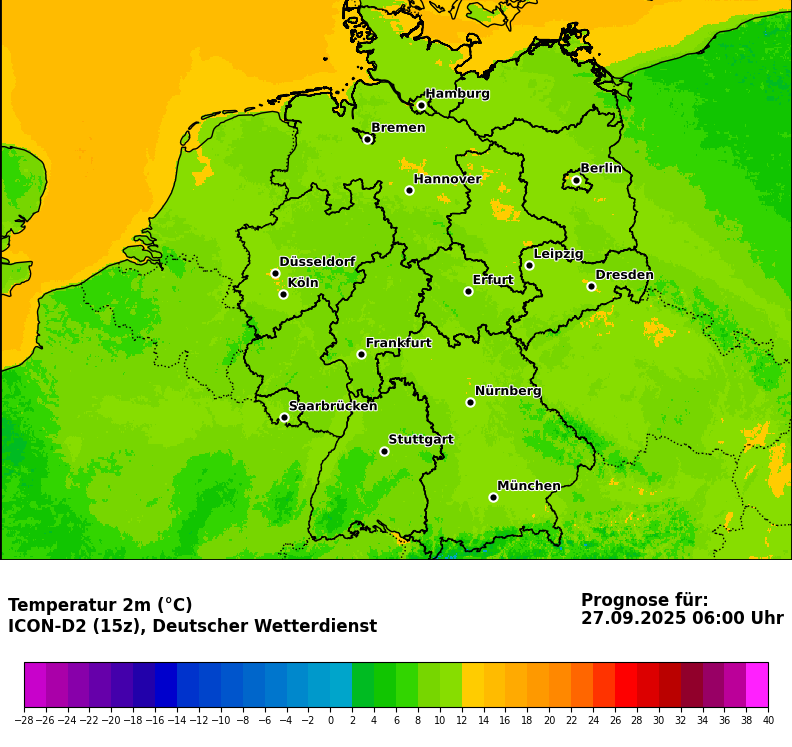 Hamburg
Bremen
Berlin
Hannover
Leipzig
Düsseldorf
Dresden
Köln
Erfurt
Frankfurt
Nürnberg
Saarbrücken
Stuttgart
München
Temperatur 2m (°C)
ICON-D2 (15z), Deutscher Wetterdienst
Prognose für:
27.09.2025 06:00 Uhr
−28 −26 −24 −22 −20 −18 −16 −14 −12 −10 −8 −6 −4 −2 0 2 4 6 8 10 12 14 16 18 20 22 24 26 28 30 32 34 36 38 40